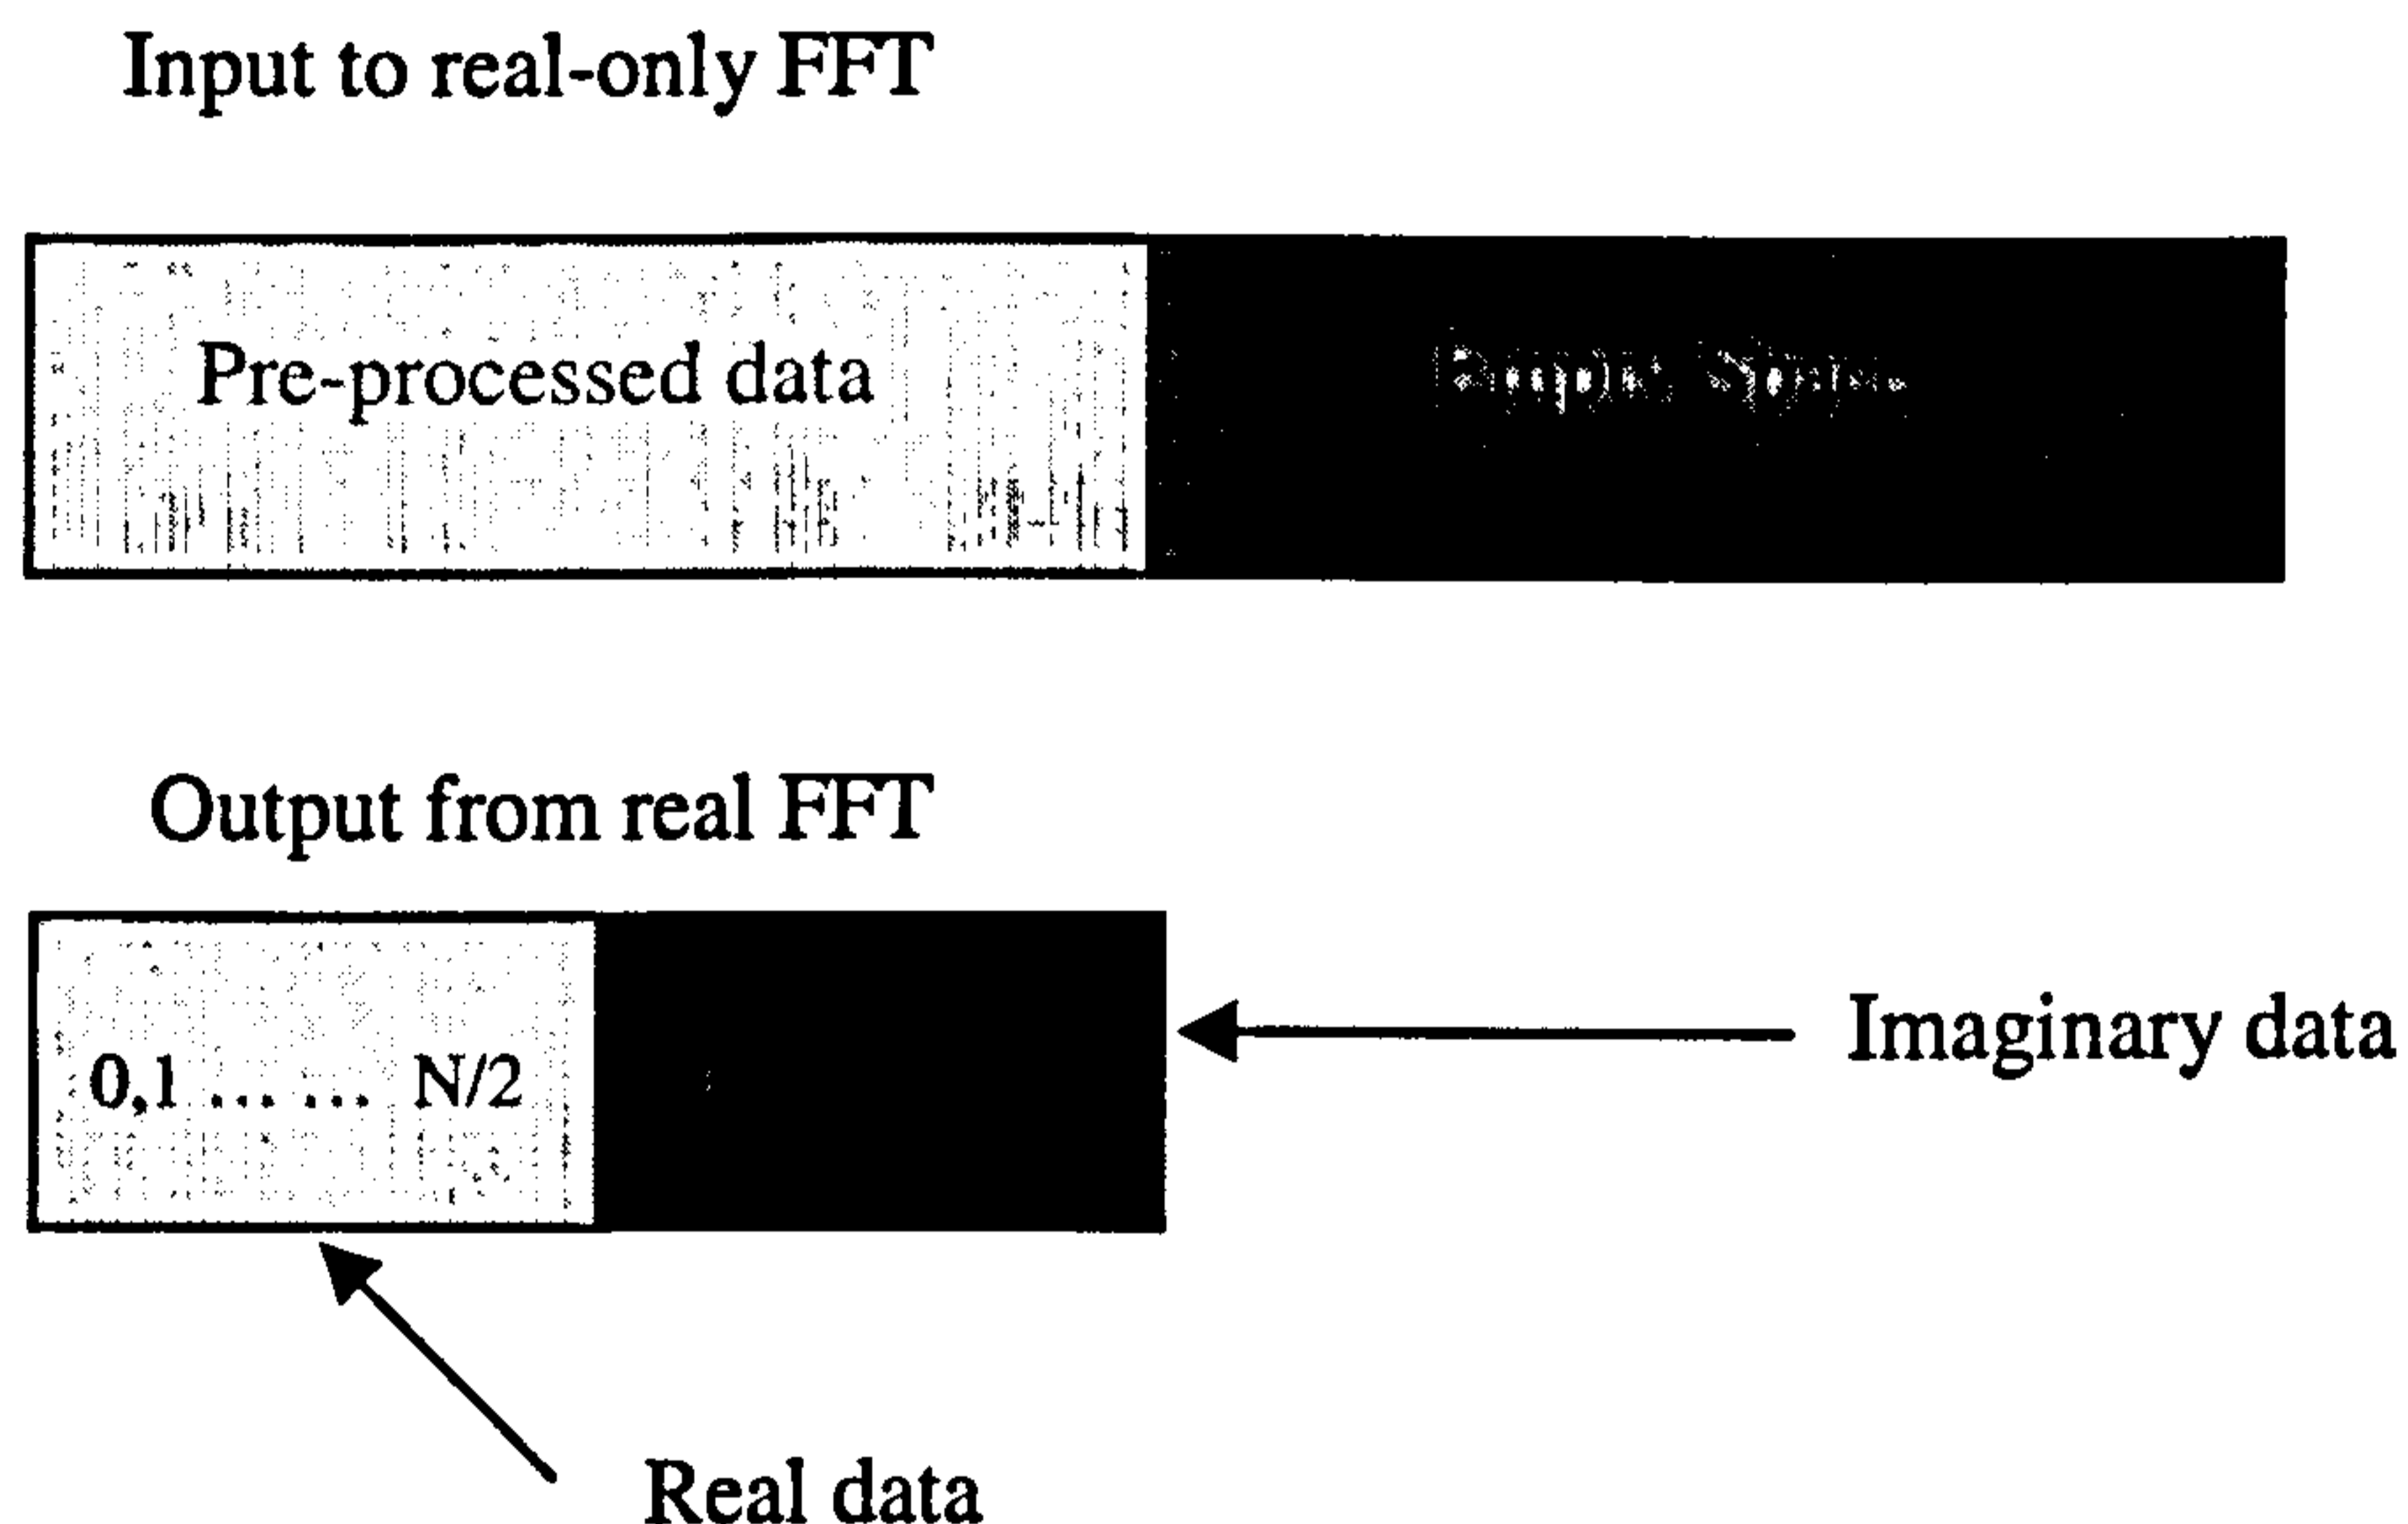 Input to real-only FFT
Pre-processed data
Output from real FFT
0,1 ... ... N/2
Imaginary data
Real data